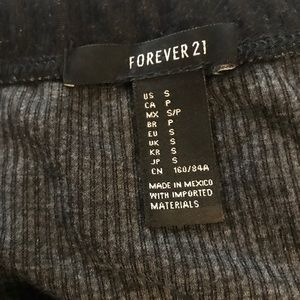 FOREVER 21
US S
CA P
MX S/P
BR P
EU S
UK S
KR S
JP S
CN 160/84A
MADE IN MEXICO
WITH IMPORTED
MATERIALS